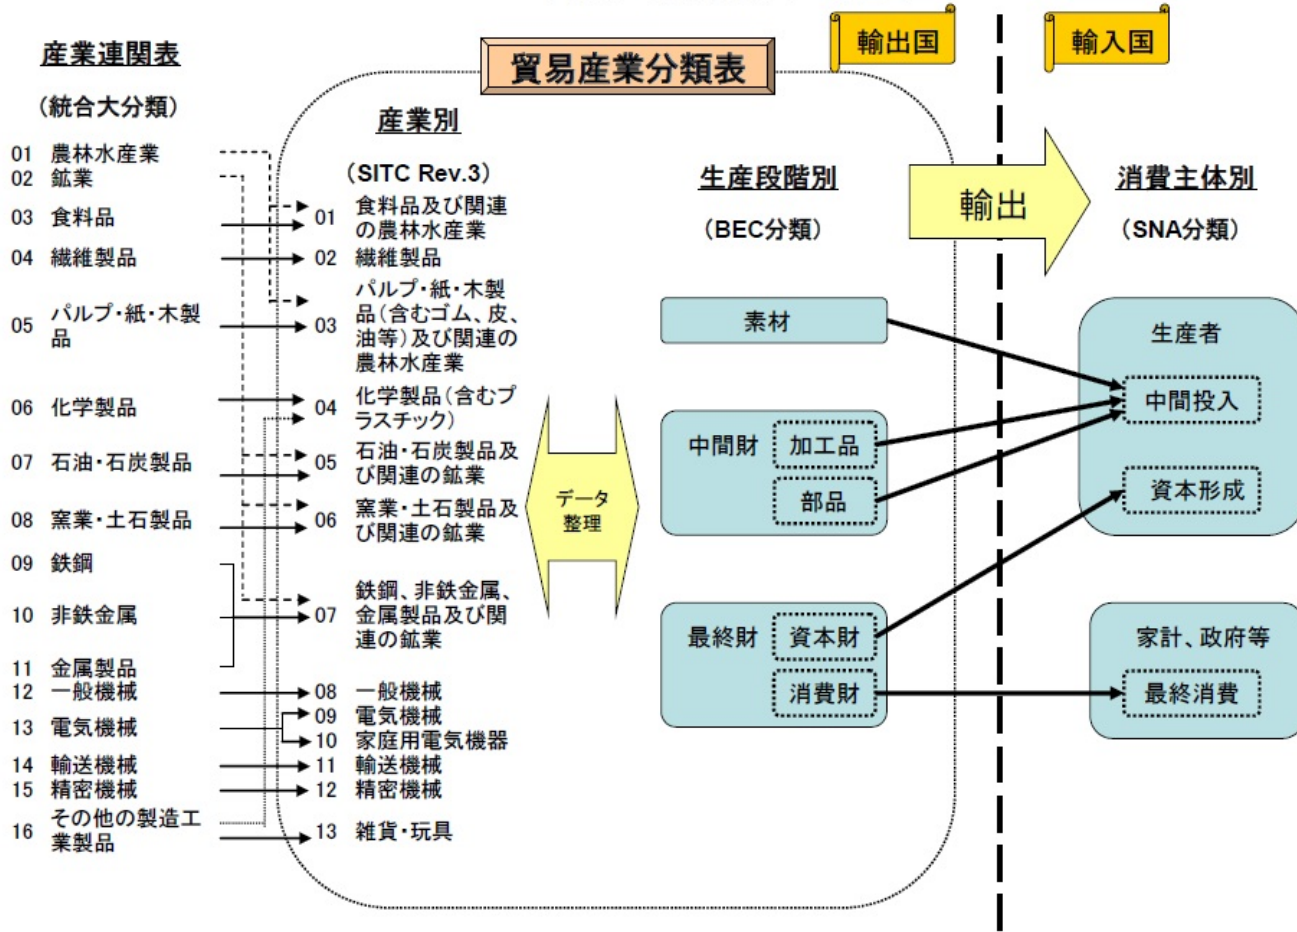 貿易産業分類表
輸出国
輸入国
産業連関表
(統合大分類)
01 農林水産業
02 鉱業
03 食料品
04 繊維製品
05 パルプ・紙・木製
品
06 化学製品
07 石油・石炭製品
08 窯業・土石製品
09 鉄鋼
10 非鉄金属
11 金属製品
12 一般機械
13 電気機械
14 輸送機械
15 精密機械
16 その他の製造工
業製品
産業別
(SITC Rev.3)
01 食料品及び関連
の農林水産業
02 繊維製品
03 パルプ・紙・木製
品(含むゴム、皮、
油等)及び関連の
農林水産業
04 化学製品(含むプ
ラスチック)
05 石油・石炭製品及
び関連の鉱業
06 窯業・土石製品及
び関連の鉱業
07 鉄鋼、非鉄金属、
金属製品及び関
連の鉱業
08 一般機械
09 電気機械
10 家庭用電気機器
11 輸送機械
12 精密機械
13 雑貨・玩具
データ
整理
生産段階別
(BEC分類)
素材
中間財 加工品
部品
最終財 資本財
消費財
輸出
消費主体別
(SNA分類)
生産者
中間投入
資本形成
家計、政府等
最終消費